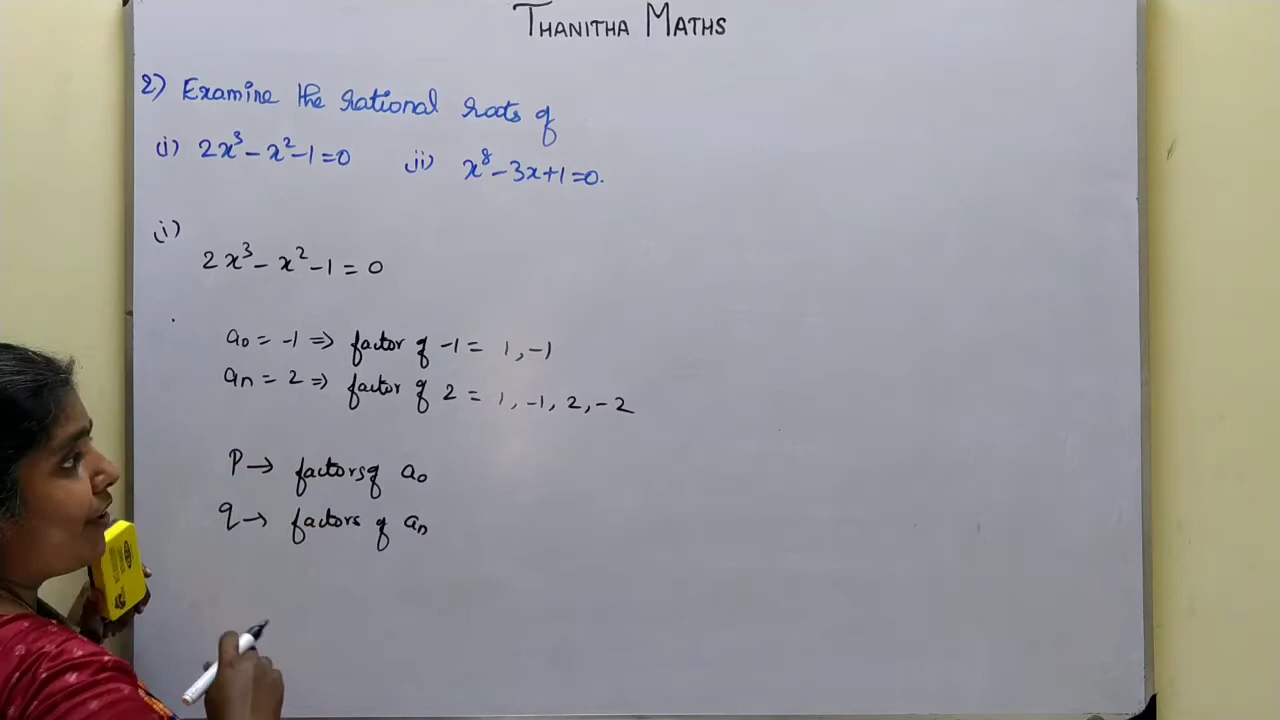 THANITHA MATHS
2) Examine the rational roots of
(i) 2x³ - x² - 1 = 0 (ii) x⁸ - 3x + 1 = 0.
(i)
2x³ - x² - 1 = 0
a₀ = -1 ⇒ factor of -1 = 1, -1
aₙ = 2 ⇒ factor of 2 = 1, -1, 2, -2
P → factors of a₀
q → factors of aₙ